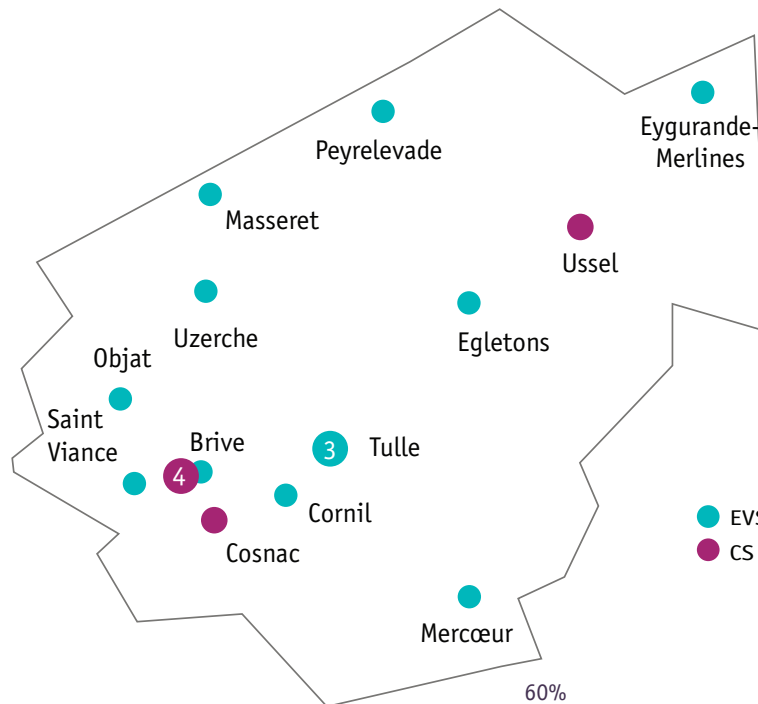 Eygurande-
Merlines
Peyrelevade
Masseret
Ussel
Uzerche
Egletons
Objat
Saint
Viance
Brive
4
3
Tulle
Cornil
Cosnac
EVS
CS
Mercœur
60%